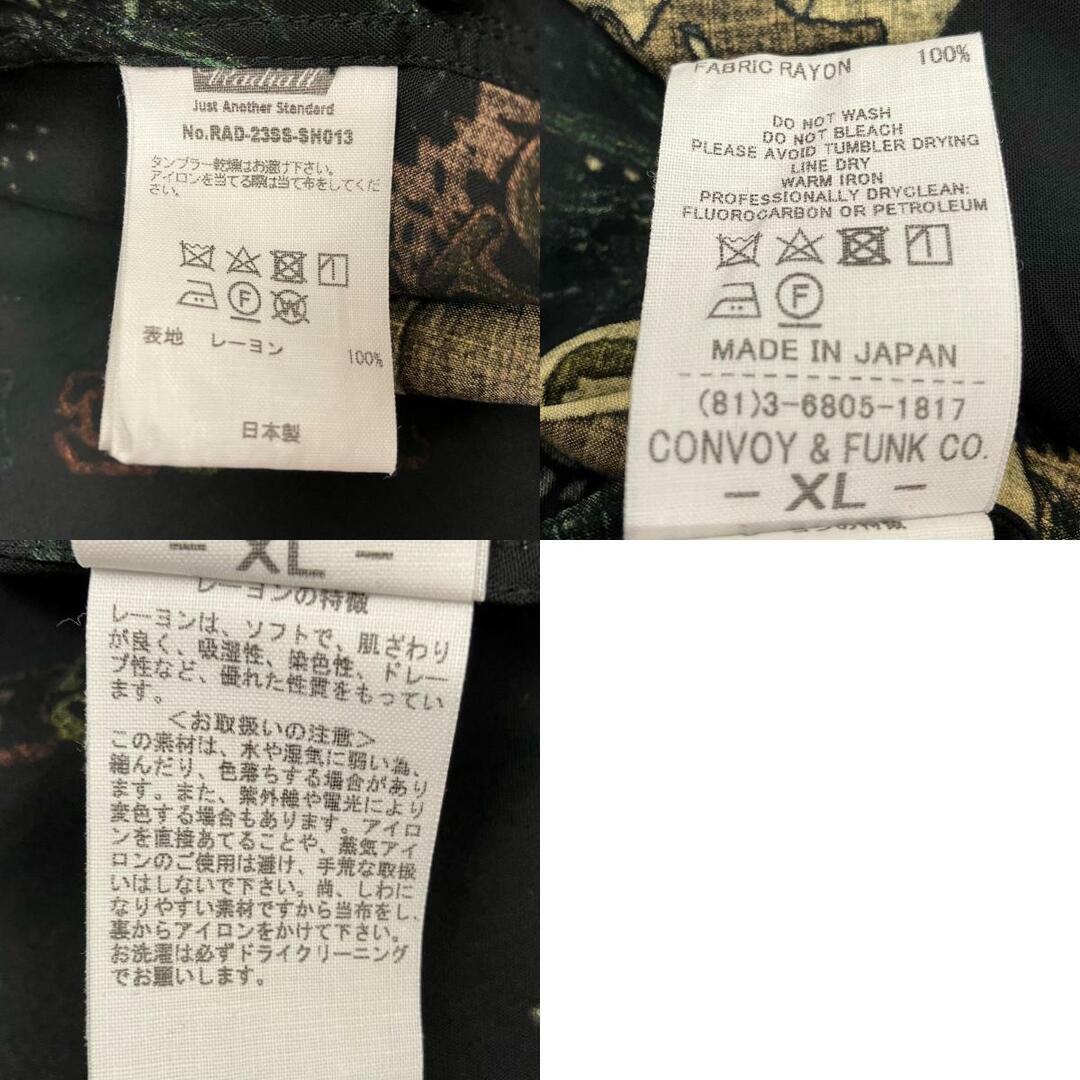 Radiall
Just Another Standard
No.RAD-23SS-SH013
タンブラー乾燥はお避け下さい。
アイロンを当てる際は当て布をしてくだ
さい。
F
W
表地 レーヨン 100%
日本製
FABRIC RAYON 100%
DO NOT WASH
DO NOT BLEACH
PLEASE AVOID TUMBLER DRYING
LINE DRY
WARM IRON
PROFESSIONALLY DRYCLEAN:
FLUOROCARBON OR PETROLEUM
F
MADE IN JAPAN
(81)3-6805-1817
CONVOY & FUNK CO.
- XL -
- XL -
レーヨンの特徴
レーヨンは、ソフトで、肌ざわり
が良く、吸湿性、染色性、ドレー
プ性など、優れた性質をもってい
ます。
＜お取扱いの注意＞
この素材は、水や湿気に弱い為、
縮んだり、色落ちする場合があり
ます。また、紫外線や電光により
変色する場合もあります。アイロ
ンを直接あてることや、蒸気アイ
ロンのご使用は避け、手荒な取扱
いはしないで下さい。尚、しわに
なりやすい素材ですから当布をし、
裏からアイロンをかけて下さい。
お洗濯は必ずドライクリーニング
でお願いします。